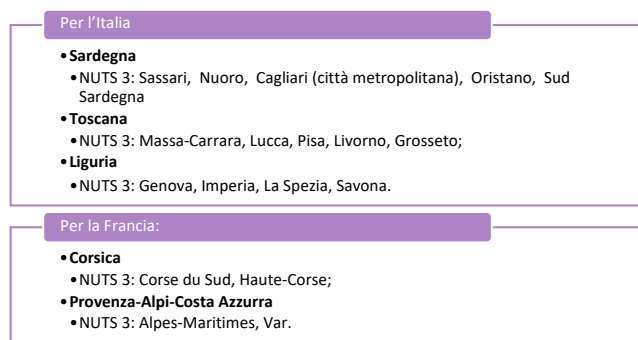 Per l'Italia
•Sardegna
•NUTS 3: Sassari, Nuoro, Cagliari (città metropolitana), Oristano, Sud
Sardegna
•Toscana
•NUTS 3: Massa-Carrara, Lucca, Pisa, Livorno, Grosseto;
•Liguria
•NUTS 3: Genova, Imperia, La Spezia, Savona.
Per la Francia:
•Corsica
•NUTS 3: Corse du Sud, Haute-Corse;
•Provenza-Alpi-Costa Azzurra
•NUTS 3: Alpes-Maritimes, Var.